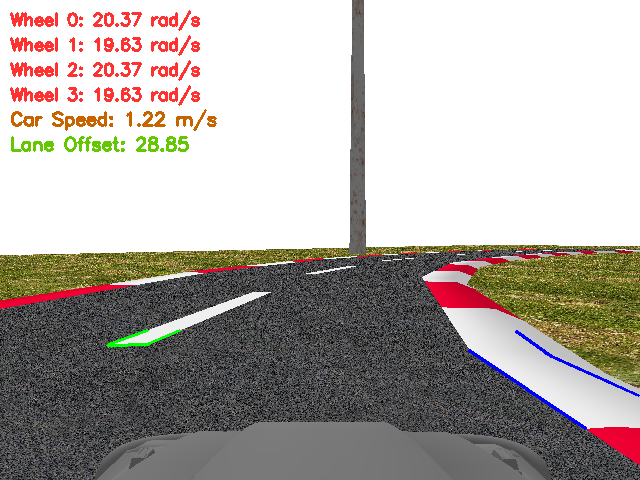 Wheel 0: 20.37 rad/s
Wheel 1: 19.63 rad/s
Wheel 2: 20.37 rad/s
Wheel 3: 19.63 rad/s
Car Speed: 1.22 m/s
Lane Offset: 28.85